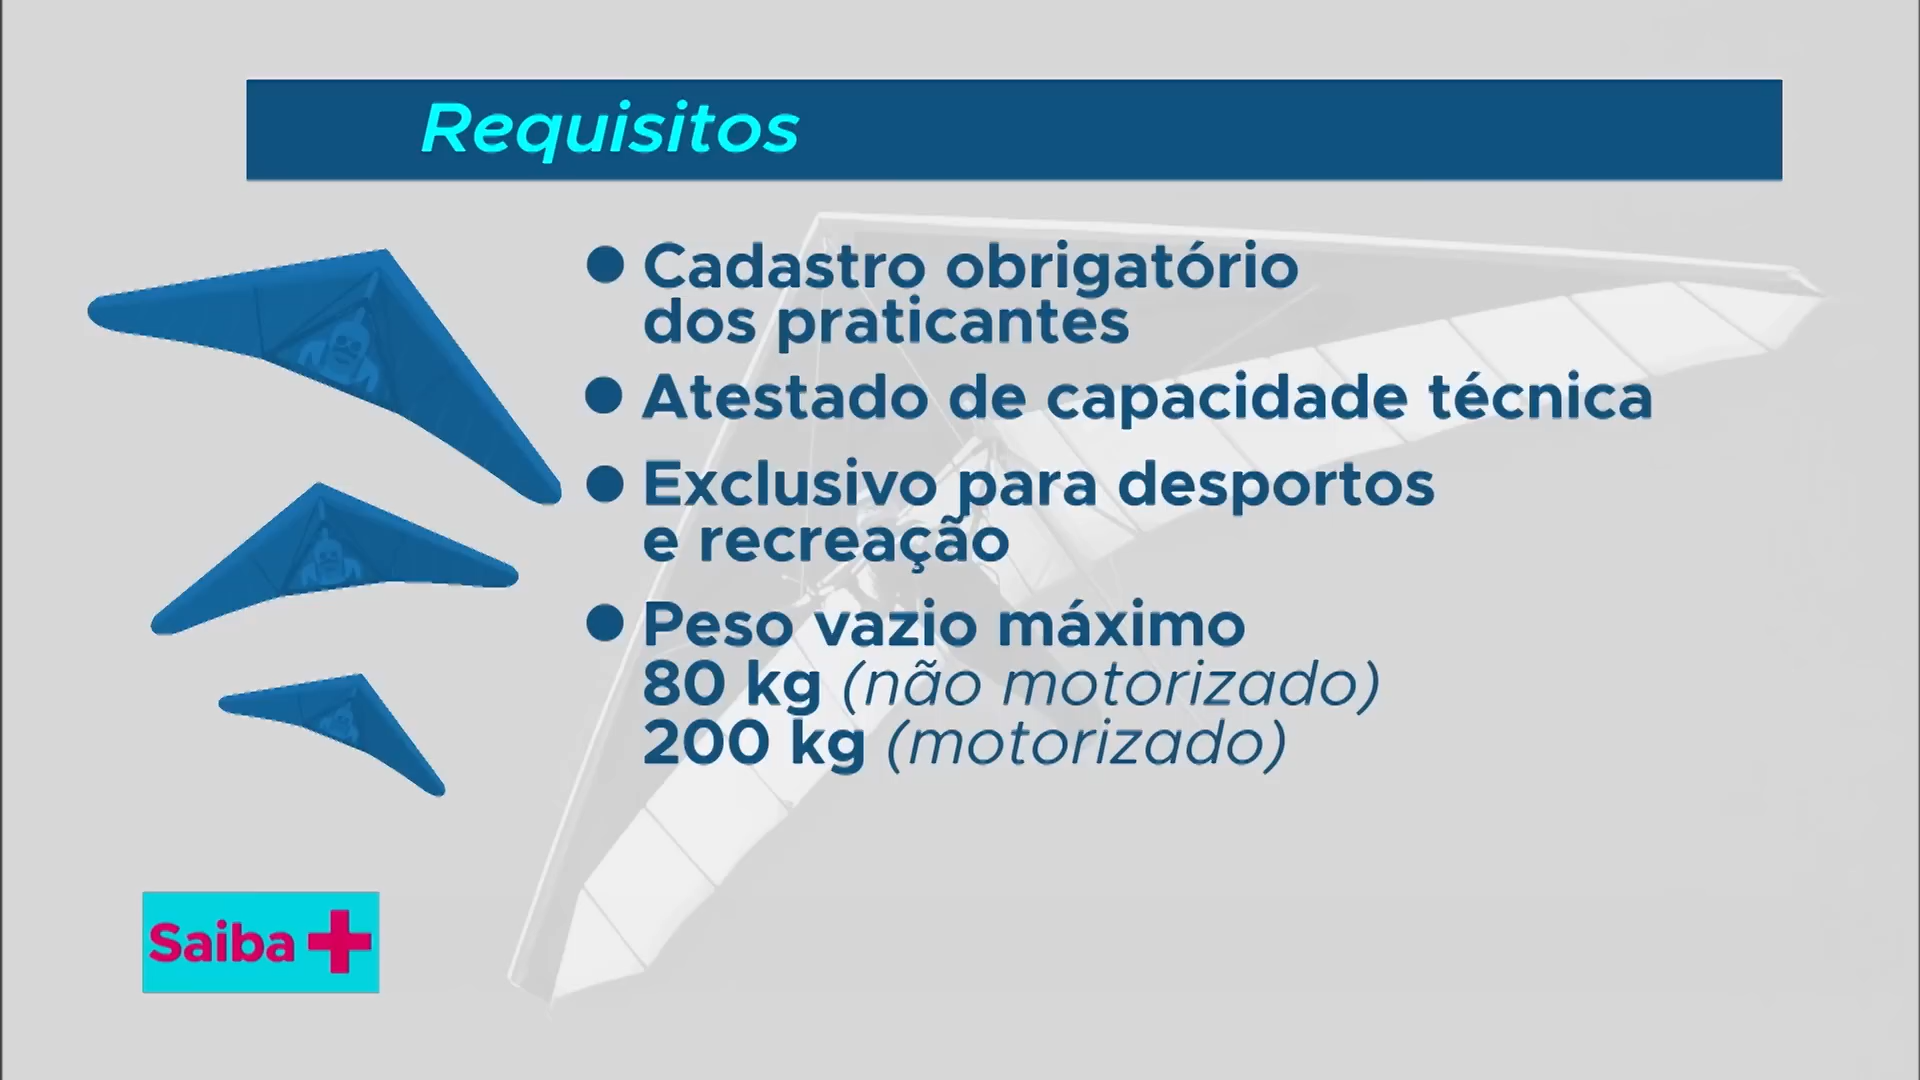 Requisitos
● Cadastro obrigatório
dos praticantes
● Atestado de capacidade técnica
● Exclusivo para desportos
e recreação
● Peso vazio máximo
80 kg (não motorizado)
200 kg (motorizado)
Saiba +